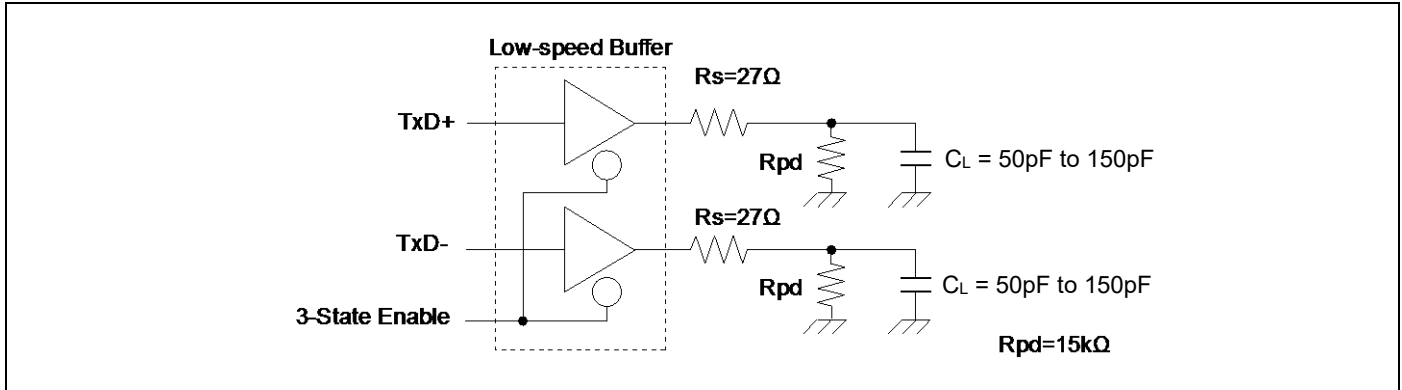 Low-speed Buffer
Rs=27Ω
TxD+
Rpd
CL = 50pF to 150pF
Rs=27Ω
TxD-
Rpd
CL = 50pF to 150pF
3-State Enable
Rpd=15kΩ